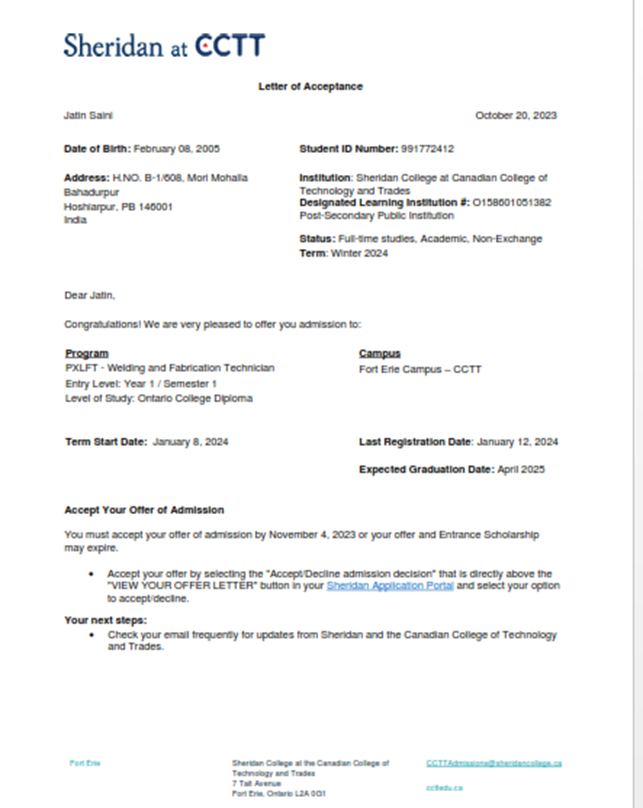 Sheridan at CCTT
Letter of Acceptance
Jatin Saini
October 20, 2023
Date of Birth: February 08, 2005
Student ID Number: 991772412
Address: H.NO. B-1/608, Mori Mohalla
Bahadurpur
Hoshiarpur, PB 146001
India
Institution: Sheridan College at Canadian College of
Technology and Trades
Designated Learning Institution #: O158601051382
Post-Secondary Public Institution
Status: Full-time studies, Academic, Non-Exchange
Term: Winter 2024
Dear Jatin,
Congratulations! We are very pleased to offer you admission to:
Program
PXLFT - Welding and Fabrication Technician
Entry Level: Year 1 / Semester 1
Level of Study: Ontario College Diploma
Campus
Fort Erie Campus – CCTT
Term Start Date: January 8, 2024
Last Registration Date: January 12, 2024
Expected Graduation Date: April 2025
Accept Your Offer of Admission
You must accept your offer of admission by November 4, 2023 or your offer and Entrance Scholarship
may expire.
• Accept your offer by selecting the "Accept/Decline admission decision" that is directly above the
"VIEW YOUR OFFER LETTER" button in your Sheridan Application Portal and select your option
to accept/decline.
Your next steps:
• Check your email frequently for updates from Sheridan and the Canadian College of Technology
and Trades.
Fort Erie
Sheridan College at the Canadian College of
Technology and Trades
7 Tait Avenue
Fort Erie, Ontario L2A 0G1
CCTTAdmissions@sheridancollege.ca
ccttedu.ca